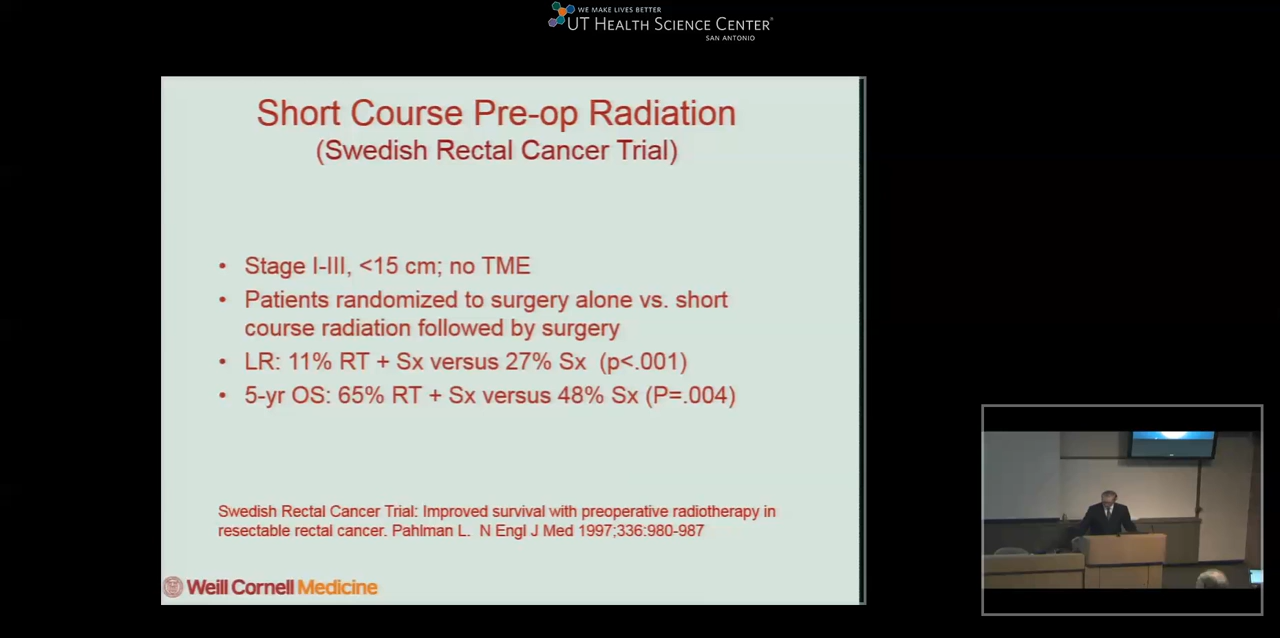 WE MAKE LIVES BETTER
UT HEALTH SCIENCE CENTER®
SAN ANTONIO
Short Course Pre-op Radiation
(Swedish Rectal Cancer Trial)
• Stage I-III, <15 cm; no TME
• Patients randomized to surgery alone vs. short
course radiation followed by surgery
• LR: 11% RT + Sx versus 27% Sx (p<.001)
• 5-yr OS: 65% RT + Sx versus 48% Sx (P=.004)
Swedish Rectal Cancer Trial: Improved survival with preoperative radiotherapy in
resectable rectal cancer. Pahlman L. N Engl J Med 1997;336:980-987
Weill Cornell Medicine